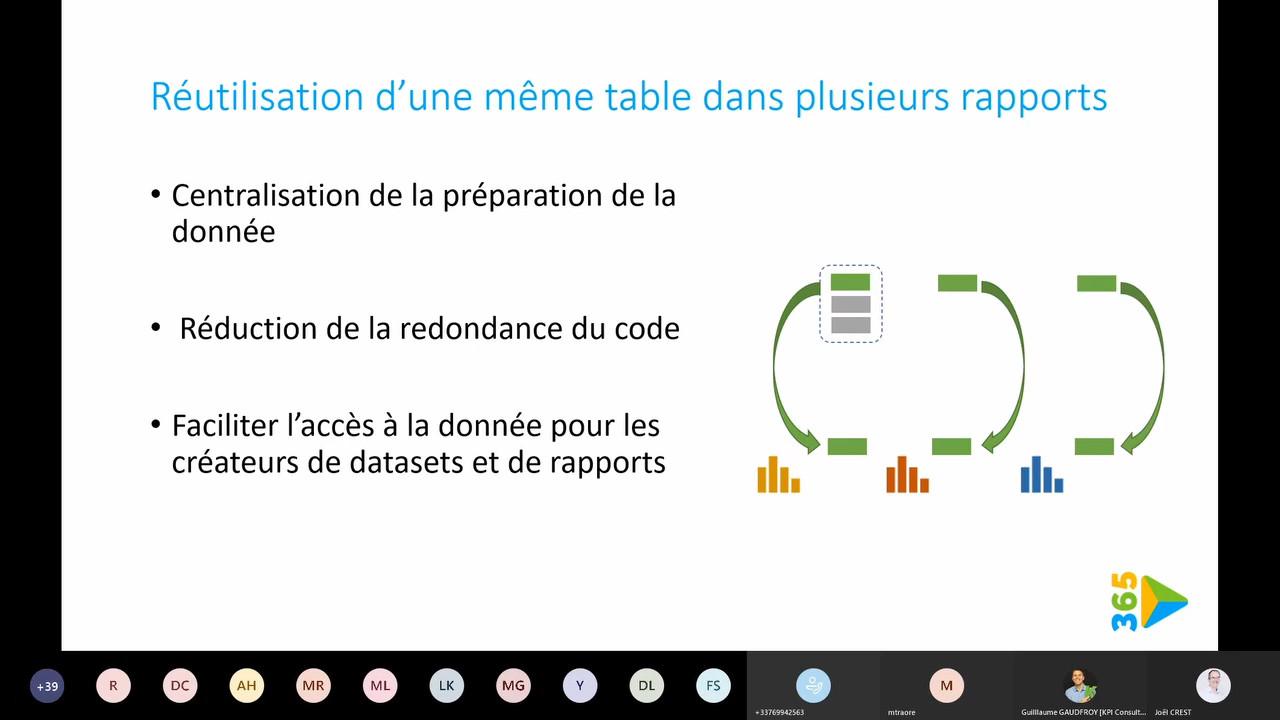 Réutilisation d’une même table dans plusieurs rapports
• Centralisation de la préparation de la
donnée
• Réduction de la redondance du code
• Faciliter l’accès à la donnée pour les
créateurs de datasets et de rapports
365
+39
R
DC
AH
MR
ML
LK
MG
Y
DL
FS
M
+33769942563
mtraore
Guilllaume GAUDFROY [KPI Consult...
Joël CREST